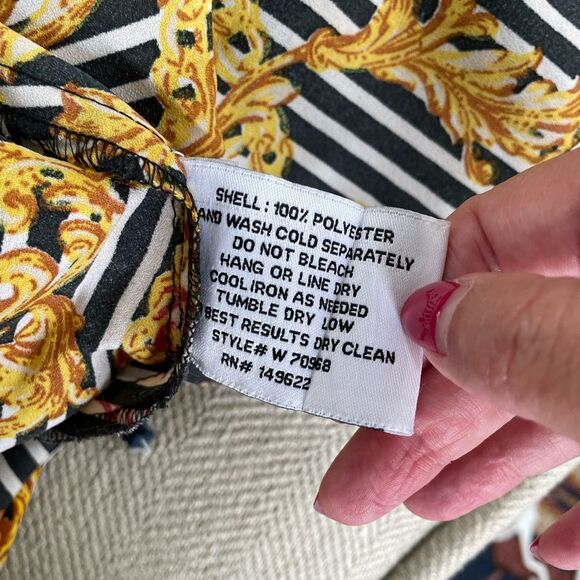 SHELL: 100% POLYESTER
AND WASH COLD SEPARATELY
DO NOT BLEACH
HANG OR LINE DRY
COOL IRON AS NEEDED
TUMBLE DRY LOW
BEST RESULTS DRY CLEAN
STYLE# W 70968
RN# 149622